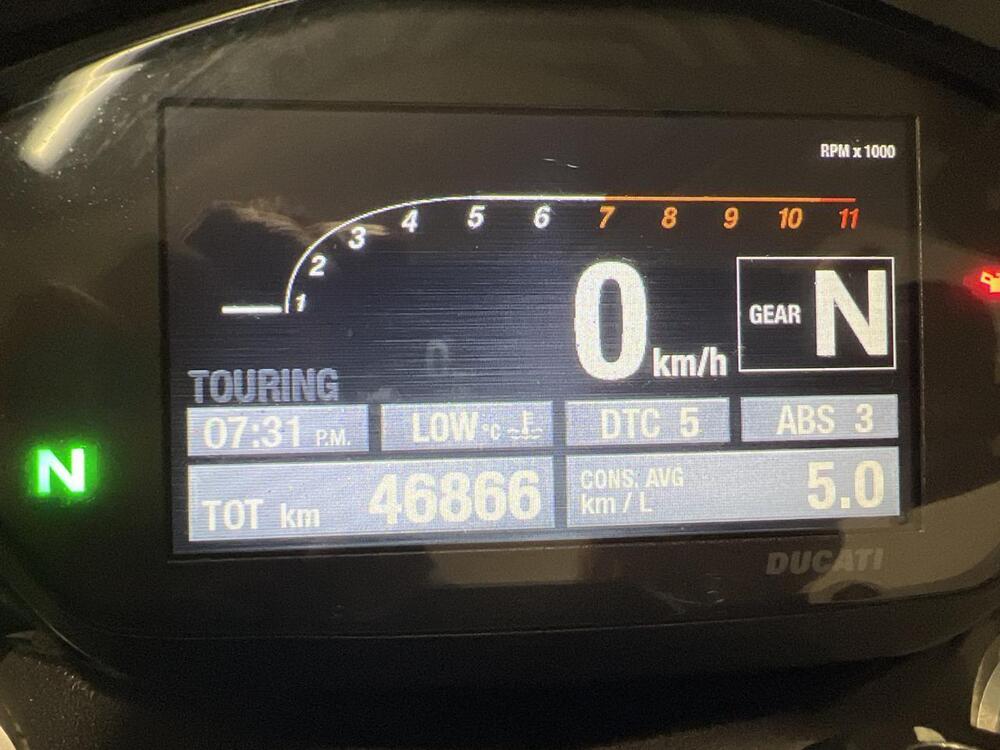 RPM x 1000
1 2 3 4 5 6 7 8 9 10 11
0 km/h
GEAR N
TOURING
07:31 P.M. LOW °C DTC 5 ABS 3
N
TOT km 46866 CONS. AVG km / L 5.0
DUCATI